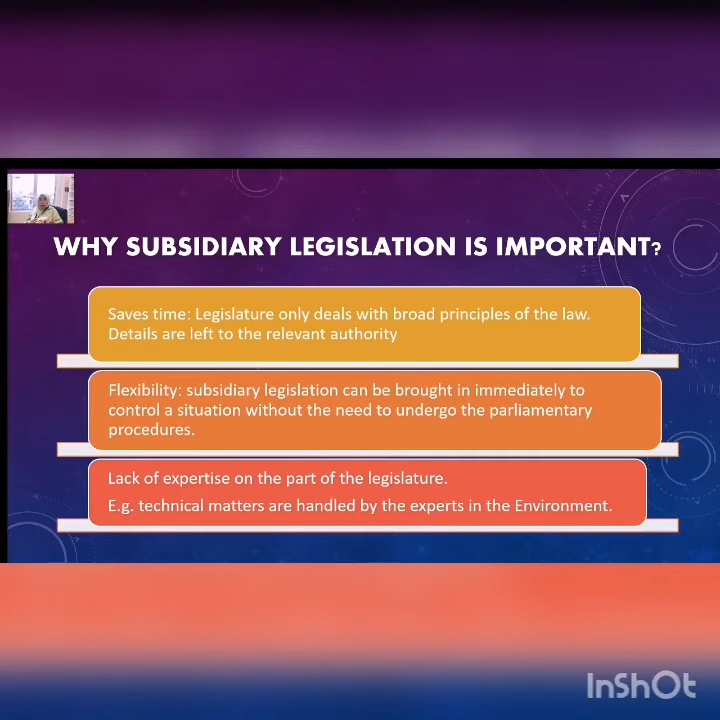 WHY SUBSIDIARY LEGISLATION IS IMPORTANT?
Saves time: Legislature only deals with broad principles of the law.
Details are left to the relevant authority
Flexibility: subsidiary legislation can be brought in immediately to
control a situation without the need to undergo the parliamentary
procedures.
Lack of expertise on the part of the legislature.
E.g. technical matters are handled by the experts in the Environment.
InShOt